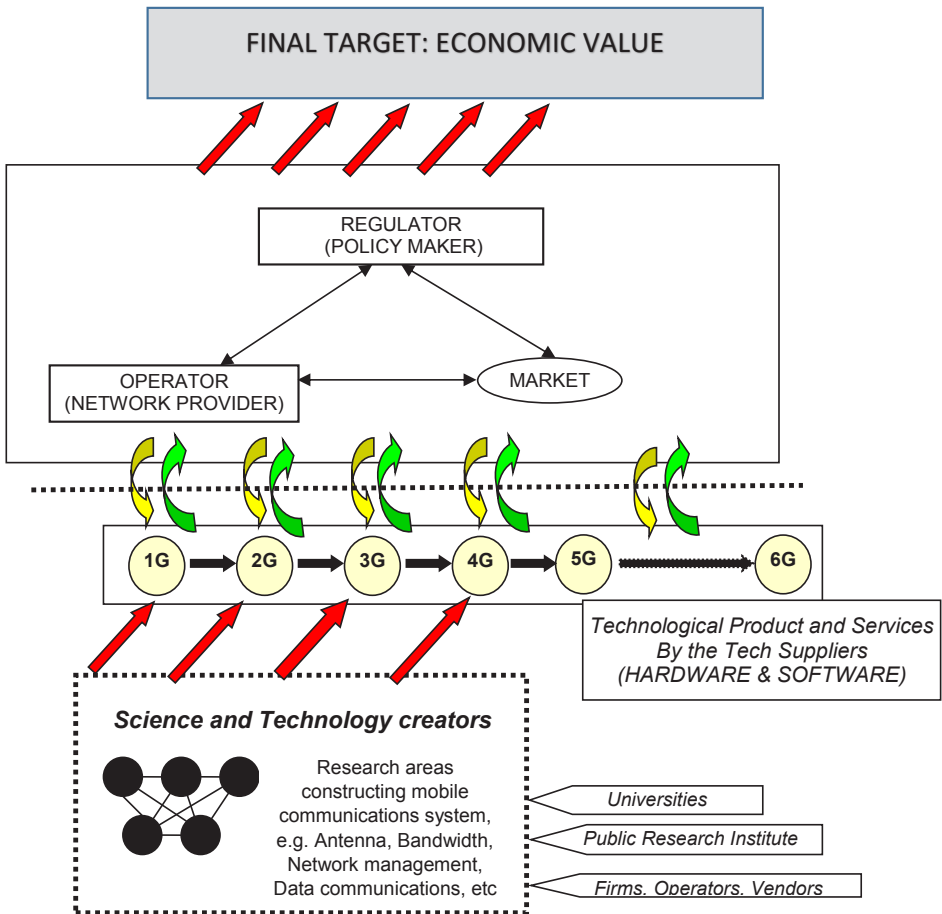 FINAL TARGET: ECONOMIC VALUE
REGULATOR
(POLICY MAKER)
OPERATOR
(NETWORK PROVIDER)
MARKET
1G
2G
3G
4G
5G
6G
Technological Product and Services
By the Tech Suppliers
(HARDWARE & SOFTWARE)
Science and Technology creators
Research areas
constructing mobile
communications system,
e.g. Antenna, Bandwidth,
Network management,
Data communications, etc
Universities
Public Research Institute
Firms. Operators. Vendors